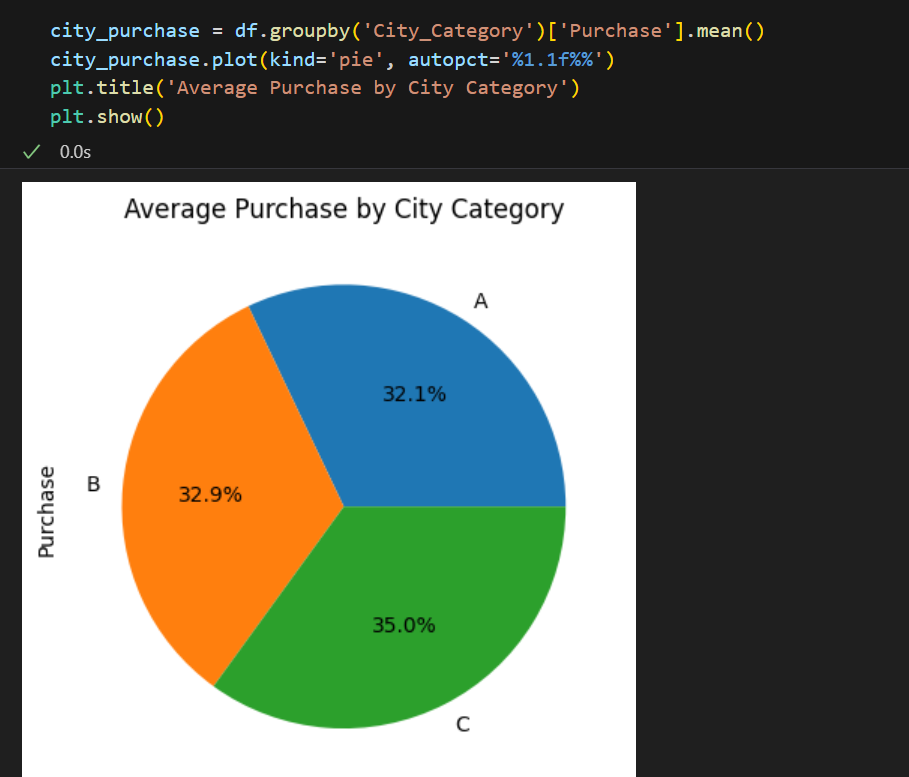 city_purchase = df.groupby('City_Category')['Purchase'].mean()
city_purchase.plot(kind='pie', autopct='%1.1f%%')
plt.title('Average Purchase by City Category')
plt.show()
0.0s
Average Purchase by City Category
A
32.1%
B
32.9%
Purchase
35.0%
C